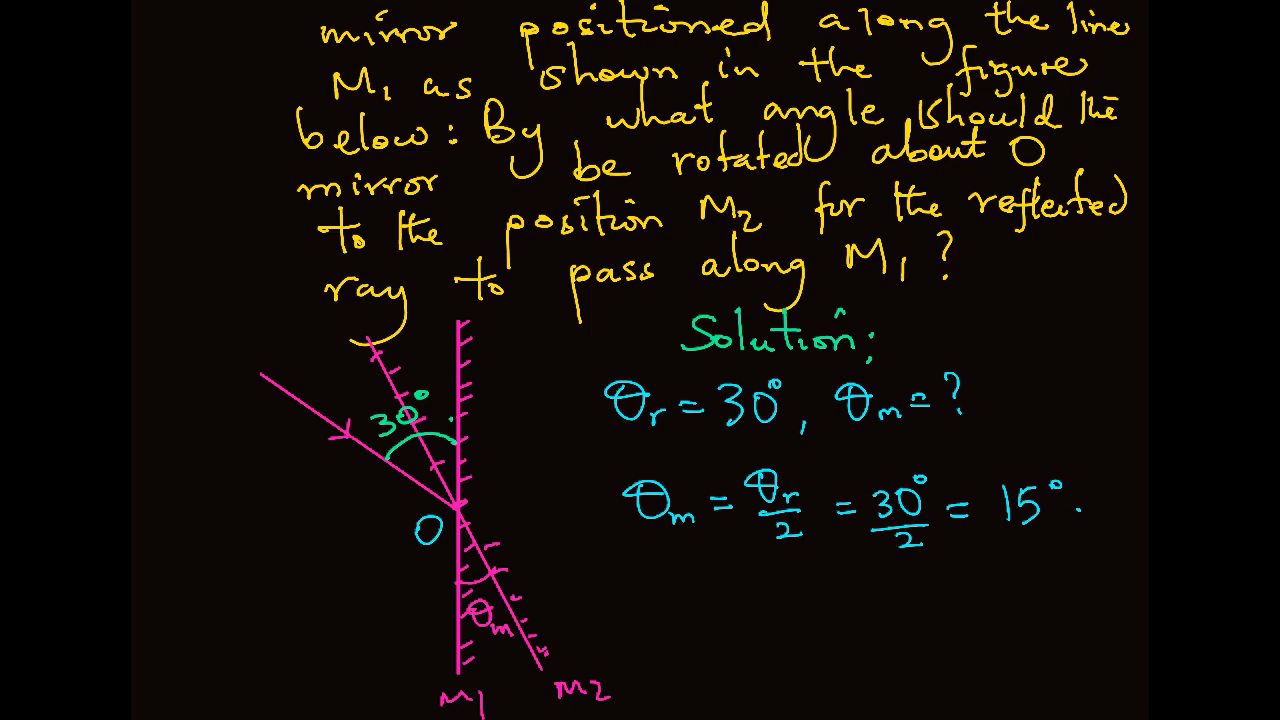 mirror positioned along the line
M1 as shown in the figure
below: By what angle should the
mirror be rotated about O
to the position M2 for the reflected
ray to pass along M1?
Solution;
θr = 30°, θm = ?
30°
θm = θr/2 = 30°/2 = 15°.
O
θm
M1 M2